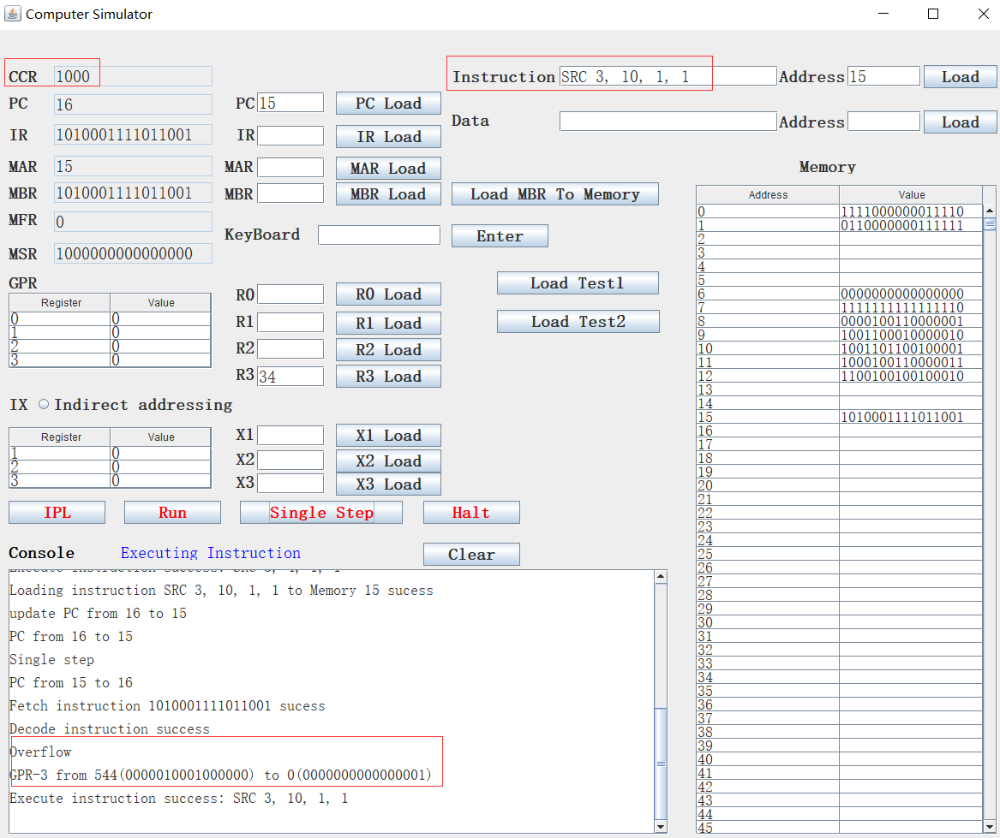 Computer Simulator
CCR 1000
Instruction SRC 3, 10, 1, 1 Address 15 Load
PC 16 PC 15 PC Load
Data Address Load
IR 1010001111011001 IR IR Load
MAR 15 MAR MAR Load
Memory
MBR 1010001111011001 MBR MBR Load Load MBR To Memory
MFR 0
KeyBoard Enter
MSR 1000000000000000
GPR
Register Value
0 0
1 0
2 0
3 0
R0 R0 Load
R1 R1 Load
R2 R2 Load
R3 34 R3 Load
Load Test1
Load Test2
IX Indirect addressing
Register Value
1 0
2 0
3 0
X1 X1 Load
X2 X2 Load
X3 X3 Load
IPL Run Single Step Halt
Console Executing Instruction Clear
Loading instruction SRC 3, 10, 1, 1 to Memory 15 sucess
update PC from 16 to 15
PC from 16 to 15
Single step
PC from 15 to 16
Fetch instruction 1010001111011001 sucess
Decode instruction success
Overflow
GPR-3 from 544(0000010001000000) to 0(0000000000000001)
Execute instruction success: SRC 3, 10, 1, 1
Address Value
0 1111000000011110
1 0110000000111111
2
3
4
5
6 0000000000000000
7 1111111111111110
8 0000100110000001
9 1001100010000010
10 1001101100100001
11 1000100110000011
12 1100100100100010
13
14
15 1010001111011001
16
17
18
19
20
21
22
23
24
25
26
27
28
29
30
31
32
33
34
35
36
37
38
39
40
41
42
43
44
45